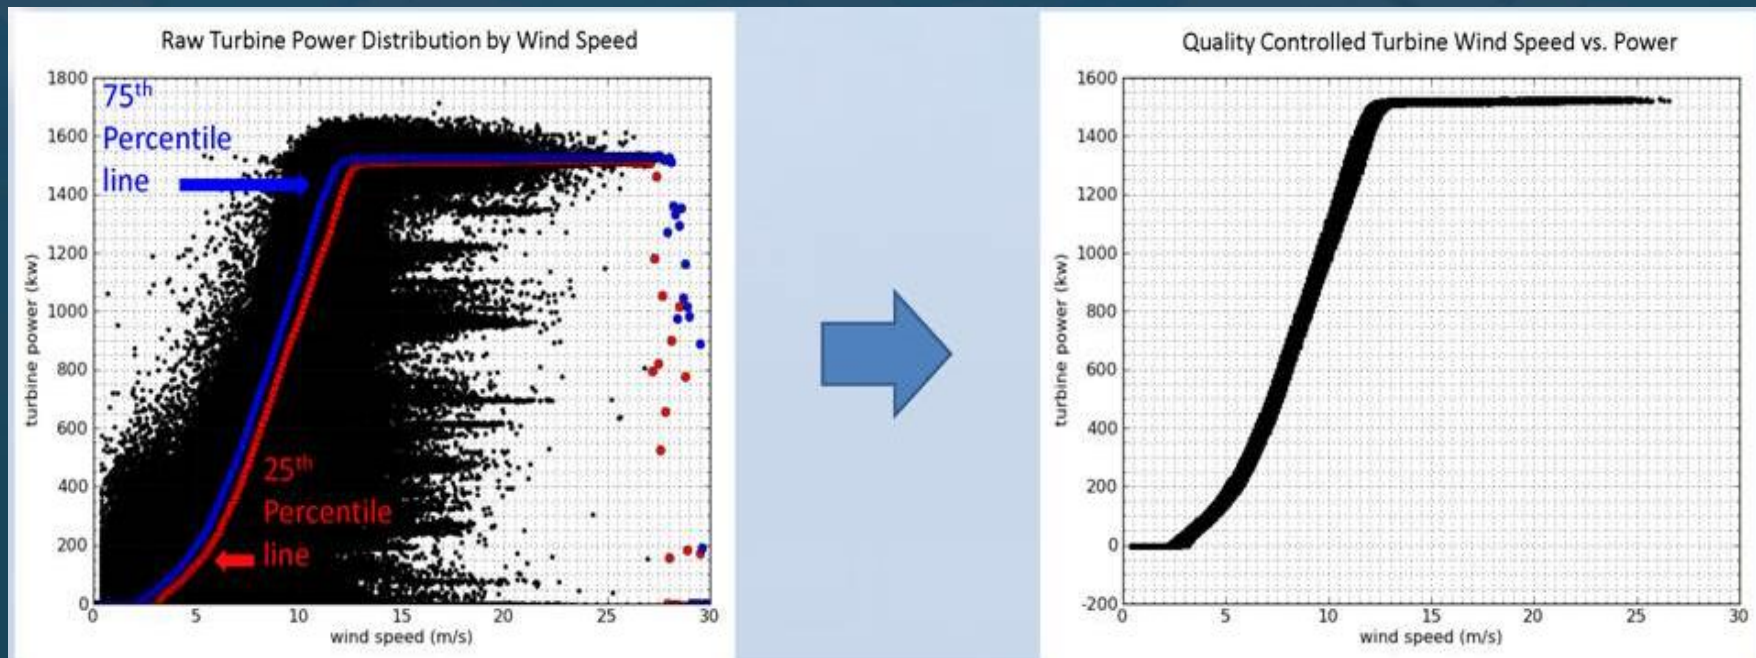 Raw Turbine Power Distribution by Wind Speed
1800
1600
1400
1200
1000
800
600
400
200
0
turbine power (kw)
75th
Percentile
line
25th
Percentile
line
0 5 10 15 20 25 30
wind speed (m/s)
Quality Controlled Turbine Wind Speed vs. Power
1600
1400
1200
1000
800
600
400
200
0
-200
turbine power (kw)
0 5 10 15 20 25 30
wind speed (m/s)